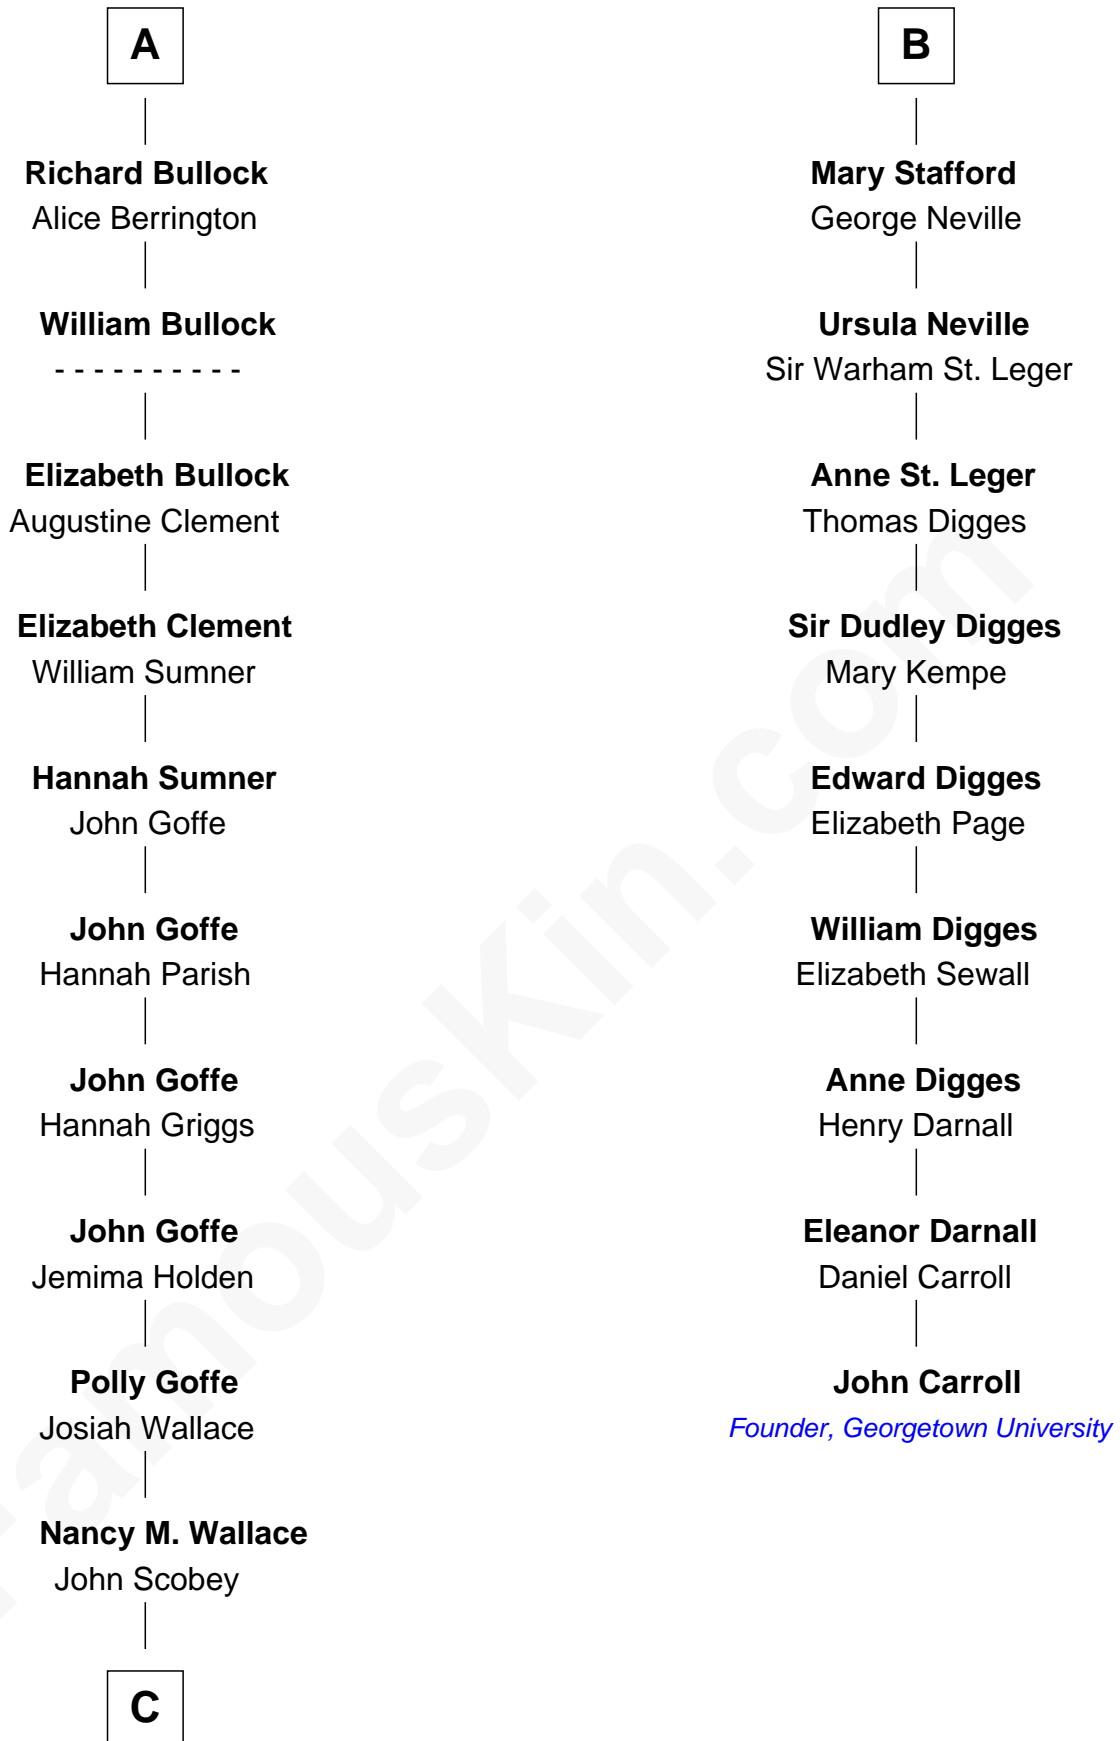 A
Richard Bullock
Alice Berrington
William Bullock
- - - - - - - - - -
Elizabeth Bullock
Augustine Clement
Elizabeth Clement
William Sumner
Hannah Sumner
John Goffe
John Goffe
Hannah Parish
John Goffe
Hannah Griggs
John Goffe
Jemima Holden
Polly Goffe
Josiah Wallace
Nancy M. Wallace
John Scobey
C
B
Mary Stafford
George Neville
Ursula Neville
Sir Warham St. Leger
Anne St. Leger
Thomas Digges
Sir Dudley Digges
Mary Kempe
Edward Digges
Elizabeth Page
William Digges
Elizabeth Sewall
Anne Digges
Henry Darnall
Eleanor Darnall
Daniel Carroll
John Carroll
Founder, Georgetown University
FamousKin.com